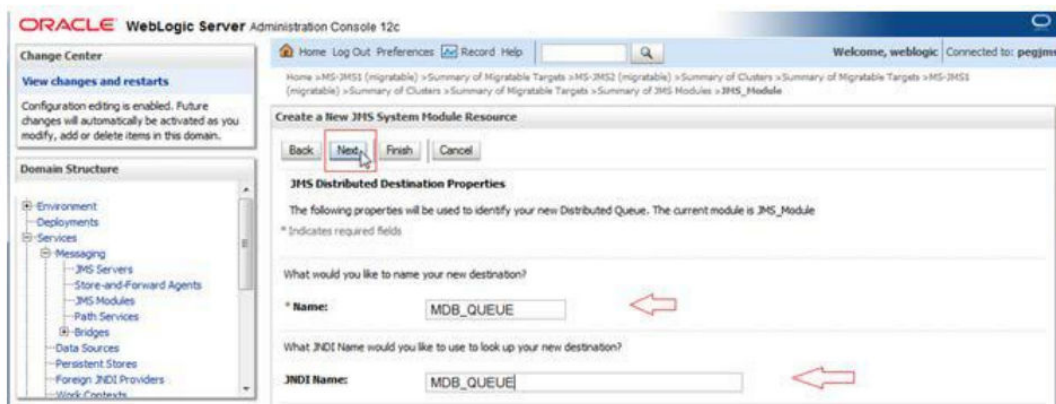 ORACLE WebLogic Server Administration Console 12c
Change Center
View changes and restarts
Configuration editing is enabled. Future
changes will automatically be activated as you
modify, add or delete items in this domain.
Domain Structure
Environment
Deployments
Services
Messaging
JMS Servers
Store-and-Forward Agents
JMS Modules
Path Services
Bridges
Data Sources
Persistent Stores
Foreign JNDI Providers
Work Contexts
Home Log Out Preferences Record Help
Welcome, weblogic Connected to: pegjms
Home >MS-JMS1 (migratable) >Summary of Migratable Targets >MS-JMS2 (migratable) >Summary of Clusters >Summary of Migratable Targets >MS-JMS1
(migratable) >Summary of Clusters >Summary of Migratable Targets >Summary of JMS Modules >JMS_Module
Create a New JMS System Module Resource
Back Next Finish Cancel
JMS Distributed Destination Properties
The following properties will be used to identify your new Distributed Queue. The current module is JMS_Module
* Indicates required fields
What would you like to name your new destination?
* Name: MDB_QUEUE
What JNDI Name would you like to use to look up your new destination?
JNDI Name: MDB_QUEUE